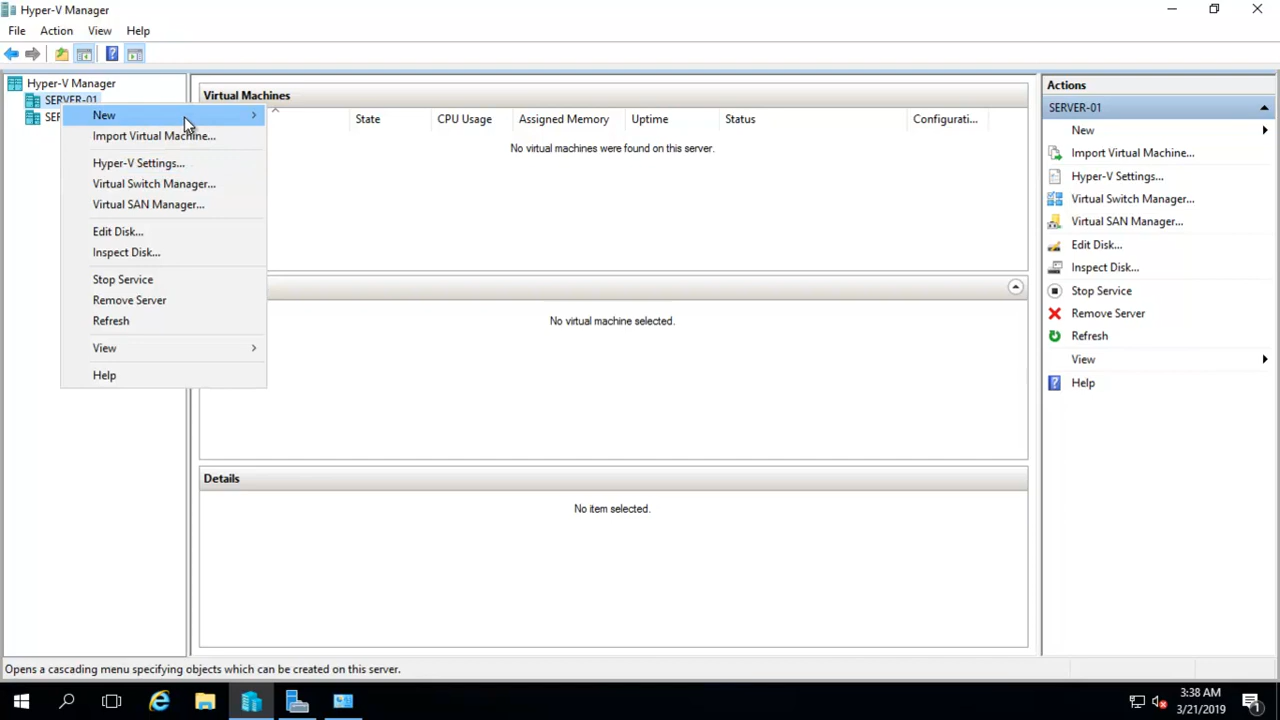 Hyper-V Manager
File Action View Help
Hyper-V Manager
SERVER-01
SER
New
Import Virtual Machine...
Hyper-V Settings...
Virtual Switch Manager...
Virtual SAN Manager...
Edit Disk...
Inspect Disk...
Stop Service
Remove Server
Refresh
View
Help
Virtual Machines
State CPU Usage Assigned Memory Uptime Status Configurati...
No virtual machines were found on this server.
No virtual machine selected.
Details
No item selected.
Actions
SERVER-01
New
Import Virtual Machine...
Hyper-V Settings...
Virtual Switch Manager...
Virtual SAN Manager...
Edit Disk...
Inspect Disk...
Stop Service
Remove Server
Refresh
View
Help
Opens a cascading menu specifying objects which can be created on this server.
3:38 AM
3/21/2019
1